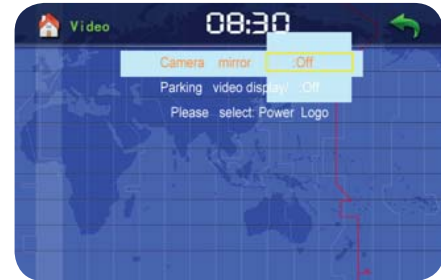 Video 08:30
Camera mirror :Off
Parking video display :Off
Please select: Power Logo